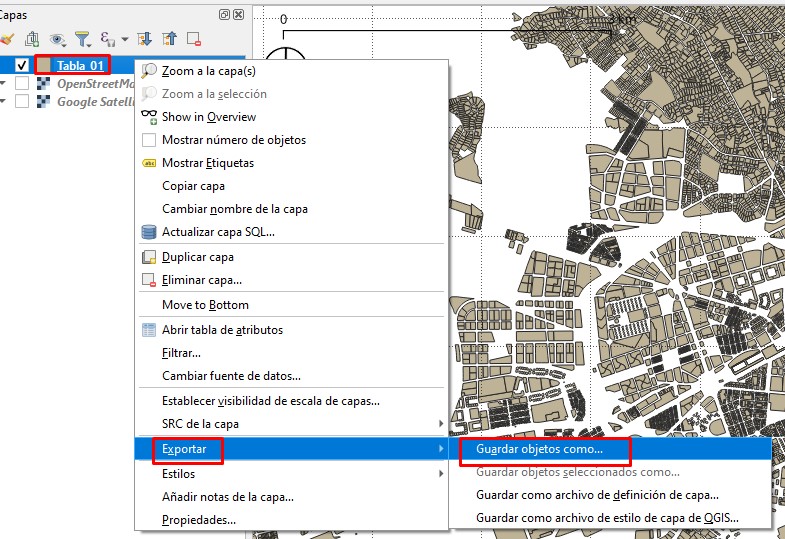 Capas
0
3 km
Tabla_01
OpenStreetMa
Google Satelli
Zoom a la capa(s)
Zoom a la selección
Show in Overview
Mostrar número de objetos
abc Mostrar Etiquetas
Copiar capa
Cambiar nombre de la capa
Actualizar capa SQL...
Duplicar capa
Eliminar capa...
Move to Bottom
Abrir tabla de atributos
Filtrar...
Cambiar fuente de datos...
Establecer visibilidad de escala de capas...
SRC de la capa
Exportar
Estilos
Añadir notas de la capa...
Propiedades...
Guardar objetos como...
Guardar objetos seleccionados como...
Guardar como archivo de definición de capa...
Guardar como archivo de estilo de capa de QGIS...